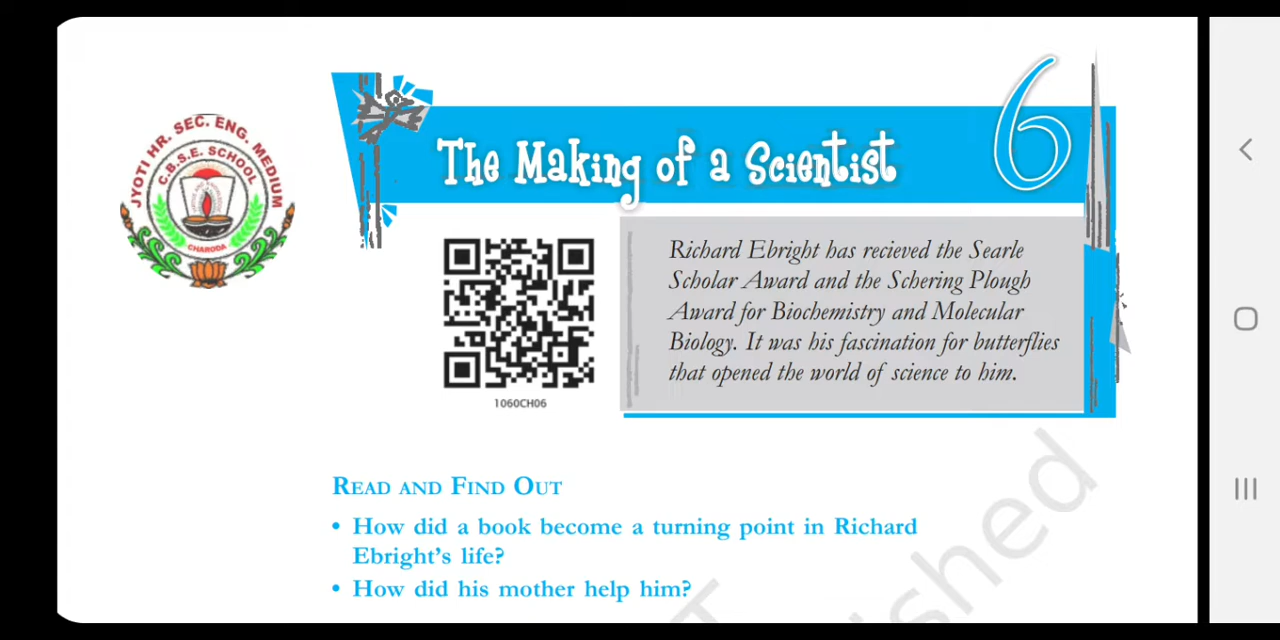 JYOTI HR. SEC. ENG. MEDIUM
C.B.S.E. SCHOOL
CHARODA
6
The Making of a Scientist
1060CH06
Richard Ebright has recieved the Searle
Scholar Award and the Schering Plough
Award for Biochemistry and Molecular
Biology. It was his fascination for butterflies
that opened the world of science to him.
READ AND FIND OUT
• How did a book become a turning point in Richard
Ebright's life?
• How did his mother help him?